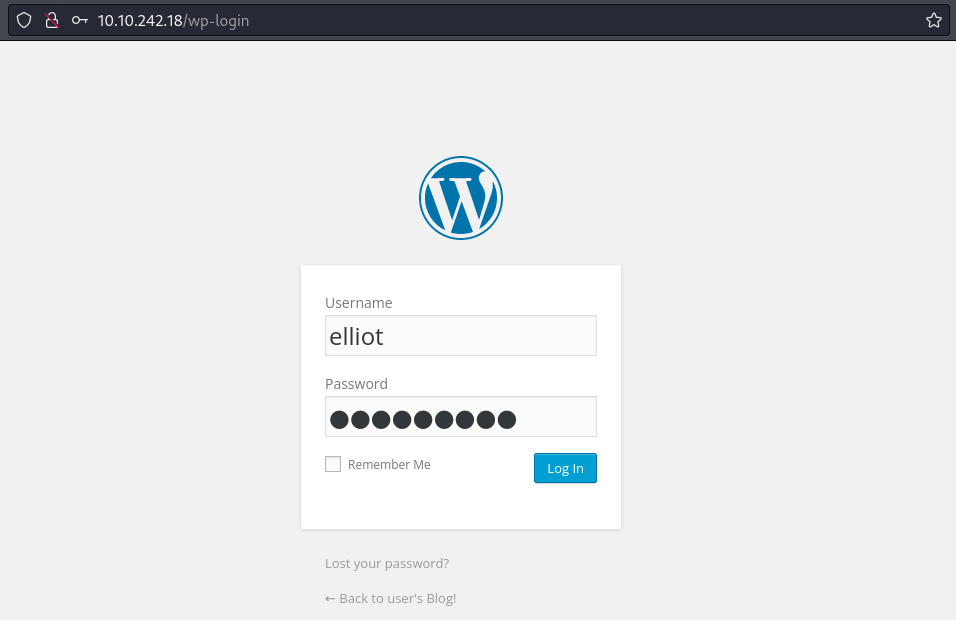 10.10.242.18/wp-login
Username
elliot
Password
●●●●●●●●●
Remember Me
Log In
Lost your password?
← Back to user's Blog!